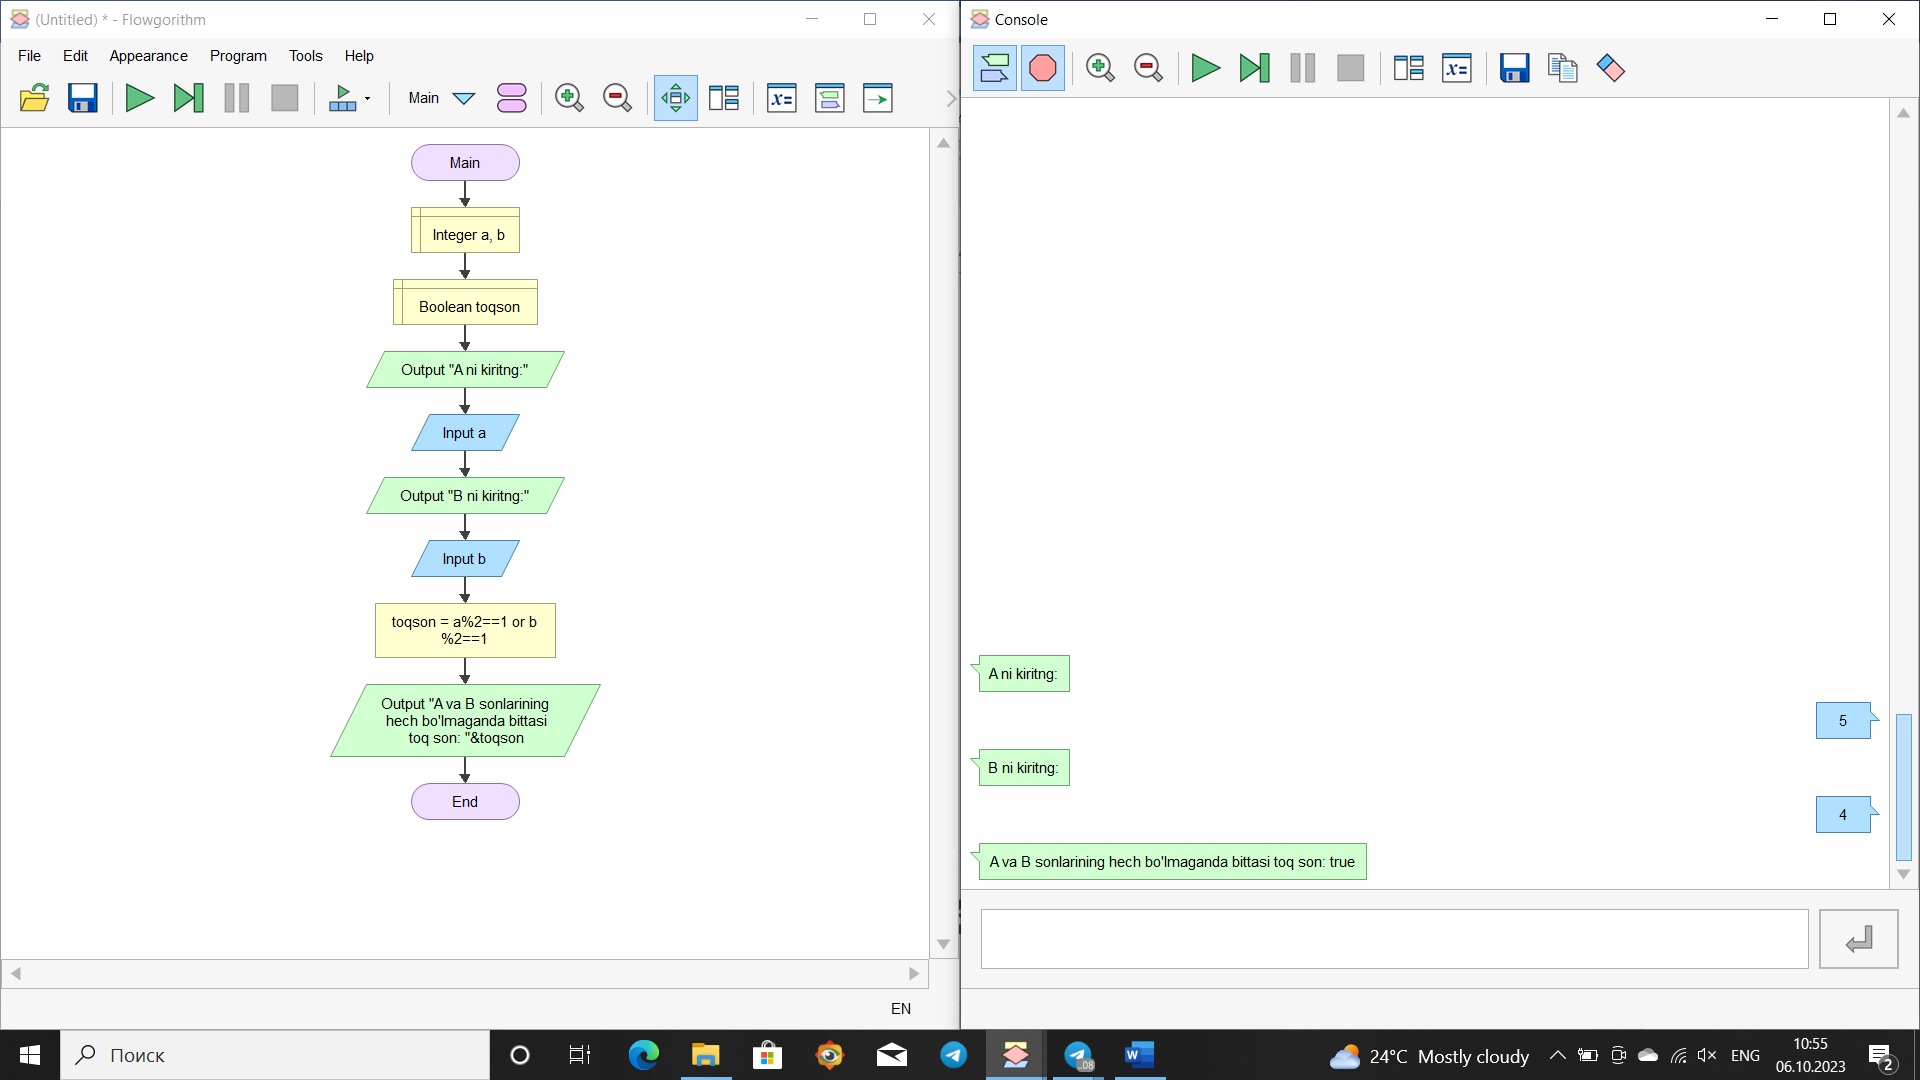 (Untitled) * - Flowgorithm
File Edit Appearance Program Tools Help
Main
Main
Integer a, b
Boolean toqson
Output "A ni kiritng:"
Input a
Output "B ni kiritng:"
Input b
toqson = a%2==1 or b
%2==1
Output "A va B sonlarining
hech bo'lmaganda bittasi
toq son: "&toqson
End
EN
Console
x=
A ni kiritng:
5
B ni kiritng:
4
A va B sonlarining hech bo'lmaganda bittasi toq son: true
Поиск
24°C Mostly cloudy
ENG
10:55
06.10.2023
2